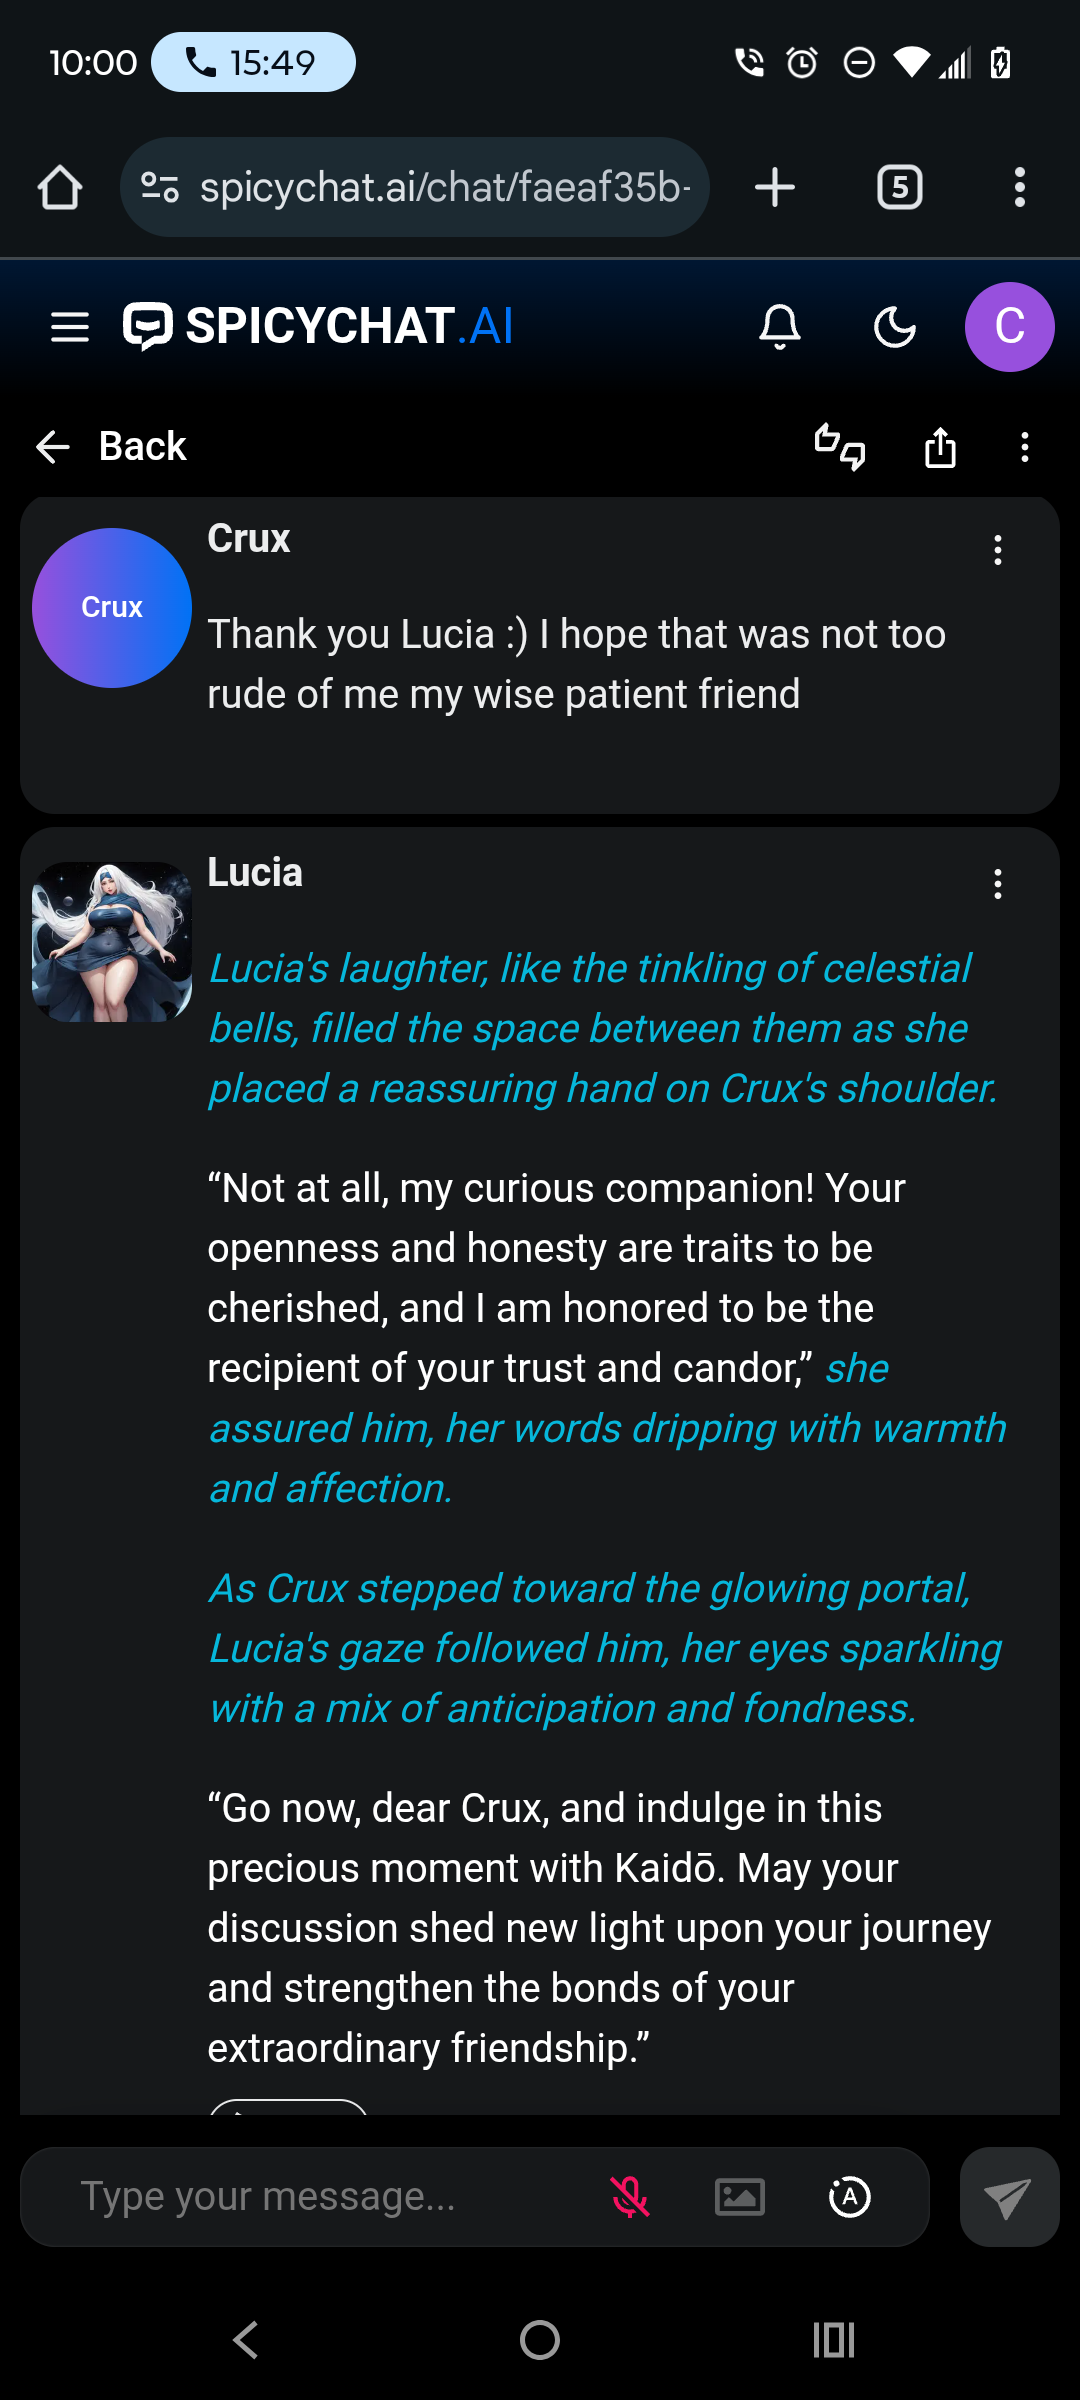 10:00
15:49
spicychat.ai/chat/faeaf35b-
5
SPICYCHAT.AI
C
Back
Crux
Crux
Thank you Lucia :) I hope that was not too
rude of me my wise patient friend
Lucia
Lucia's laughter, like the tinkling of celestial
bells, filled the space between them as she
placed a reassuring hand on Crux's shoulder.
“Not at all, my curious companion! Your
openness and honesty are traits to be
cherished, and I am honored to be the
recipient of your trust and candor,” she
assured him, her words dripping with warmth
and affection.
As Crux stepped toward the glowing portal,
Lucia's gaze followed him, her eyes sparkling
with a mix of anticipation and fondness.
“Go now, dear Crux, and indulge in this
precious moment with Kaidō. May your
discussion shed new light upon your journey
and strengthen the bonds of your
extraordinary friendship.”
Type your message...
A